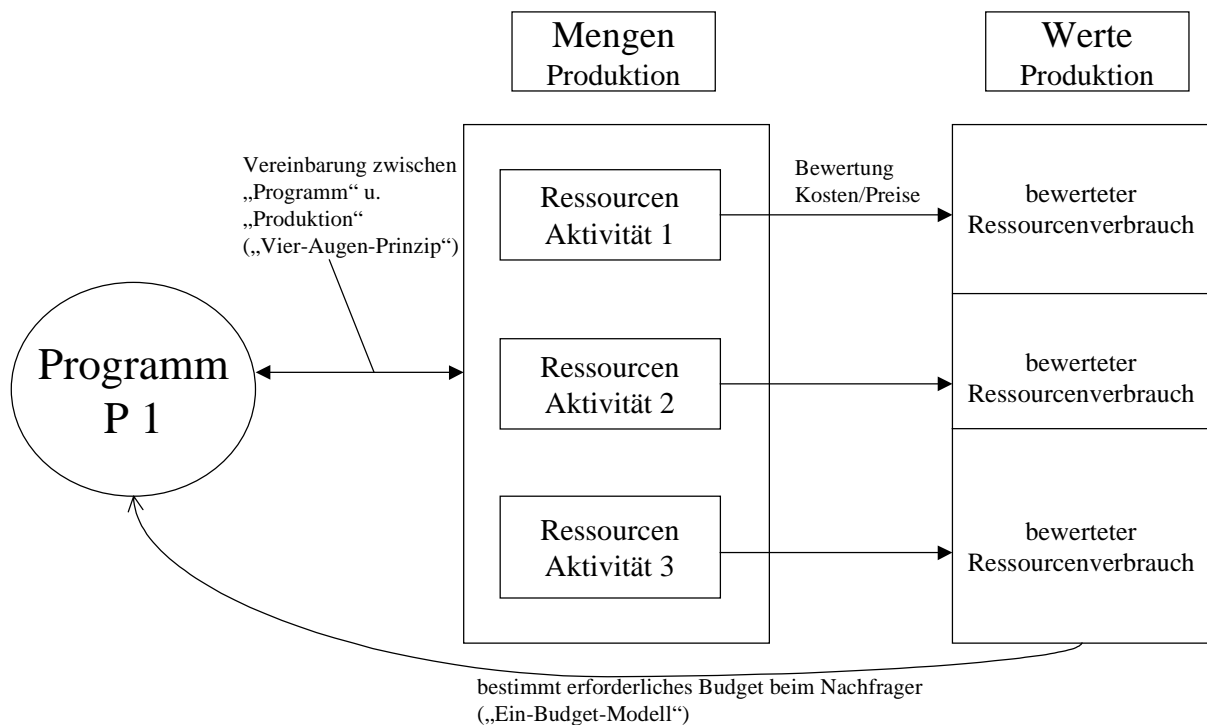 Mengen
Produktion
Werte
Produktion
Vereinbarung zwischen
„Programm“ u.
„Produktion“
(„Vier-Augen-Prinzip“)
Ressourcen
Aktivität 1
Bewertung
Kosten/Preise
bewerteter
Ressourcenverbrauch
Programm
P 1
Ressourcen
Aktivität 2
bewerteter
Ressourcenverbrauch
Ressourcen
Aktivität 3
bewerteter
Ressourcenverbrauch
bestimmt erforderliches Budget beim Nachfrager
(„Ein-Budget-Modell“)